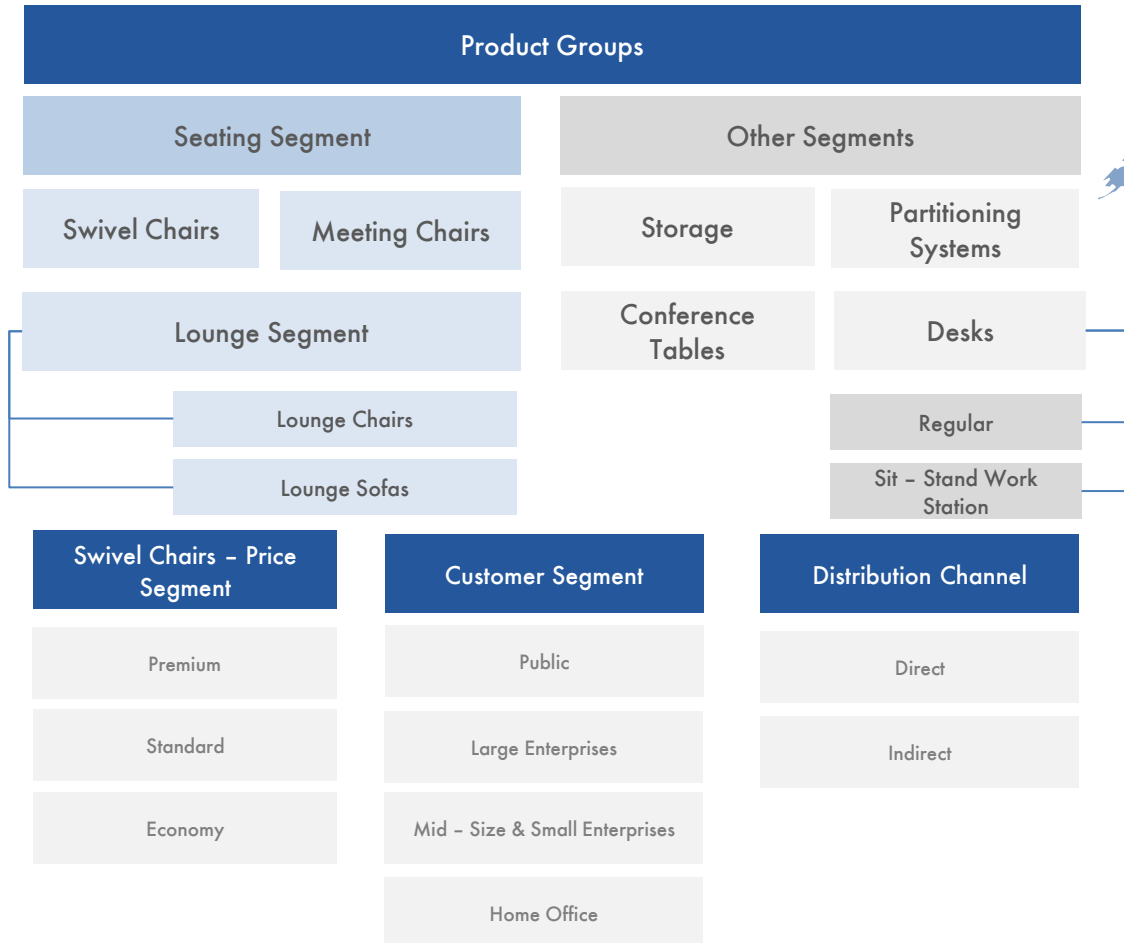 Product Groups
Seating Segment
Other Segments
Swivel Chairs
Meeting Chairs
Storage
Partitioning
Systems
Lounge Segment
Conference
Tables
Desks
Lounge Chairs
Regular
Lounge Sofas
Sit – Stand Work
Station
Swivel Chairs – Price
Segment
Customer Segment
Distribution Channel
Premium
Public
Direct
Standard
Large Enterprises
Indirect
Economy
Mid – Size & Small Enterprises
Home Office